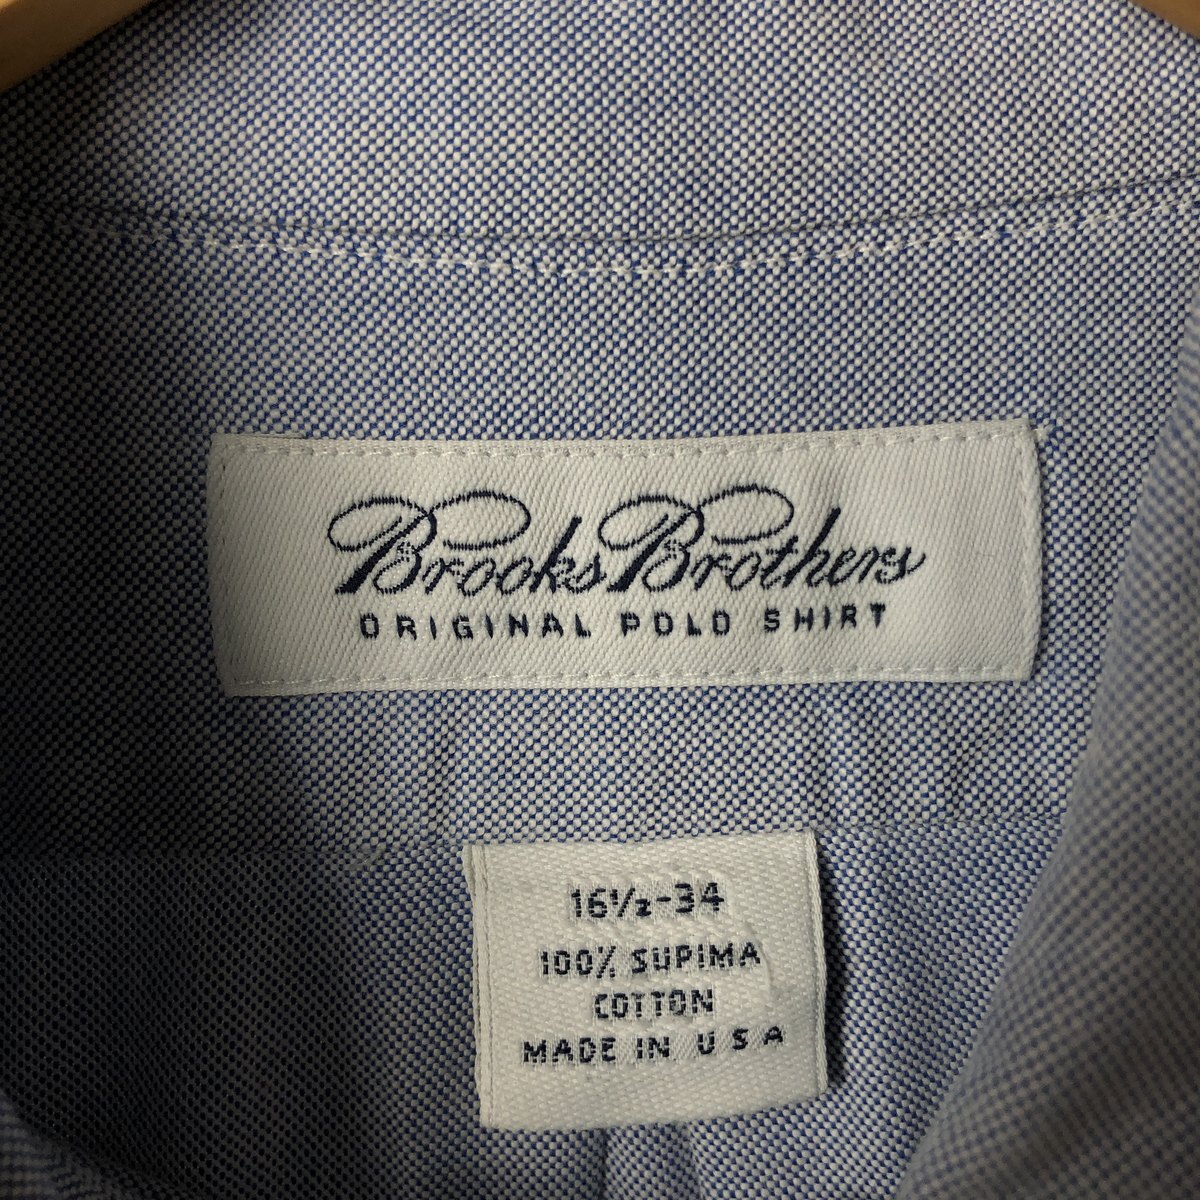 Brooks Brothers
ORIGINAL POLO SHIRT
16½-34
100% SUPIMA
COTTON
MADE IN U S A